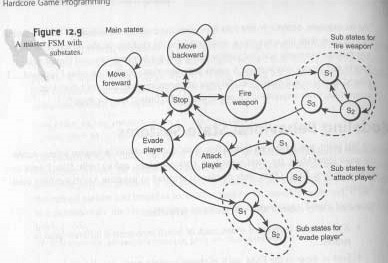 Hardcore Game Programming
Figure 12.9
A master FSM with
substates.
Main states
Move
backward
Move
foreward
Stop
Fire
weapon
Evade
player
Attack
player
Sub states for
"fire weapon"
S1
S3
S2
S1
S2
Sub states for
"attack player"
S1
S2
Sub states for
"evade player"